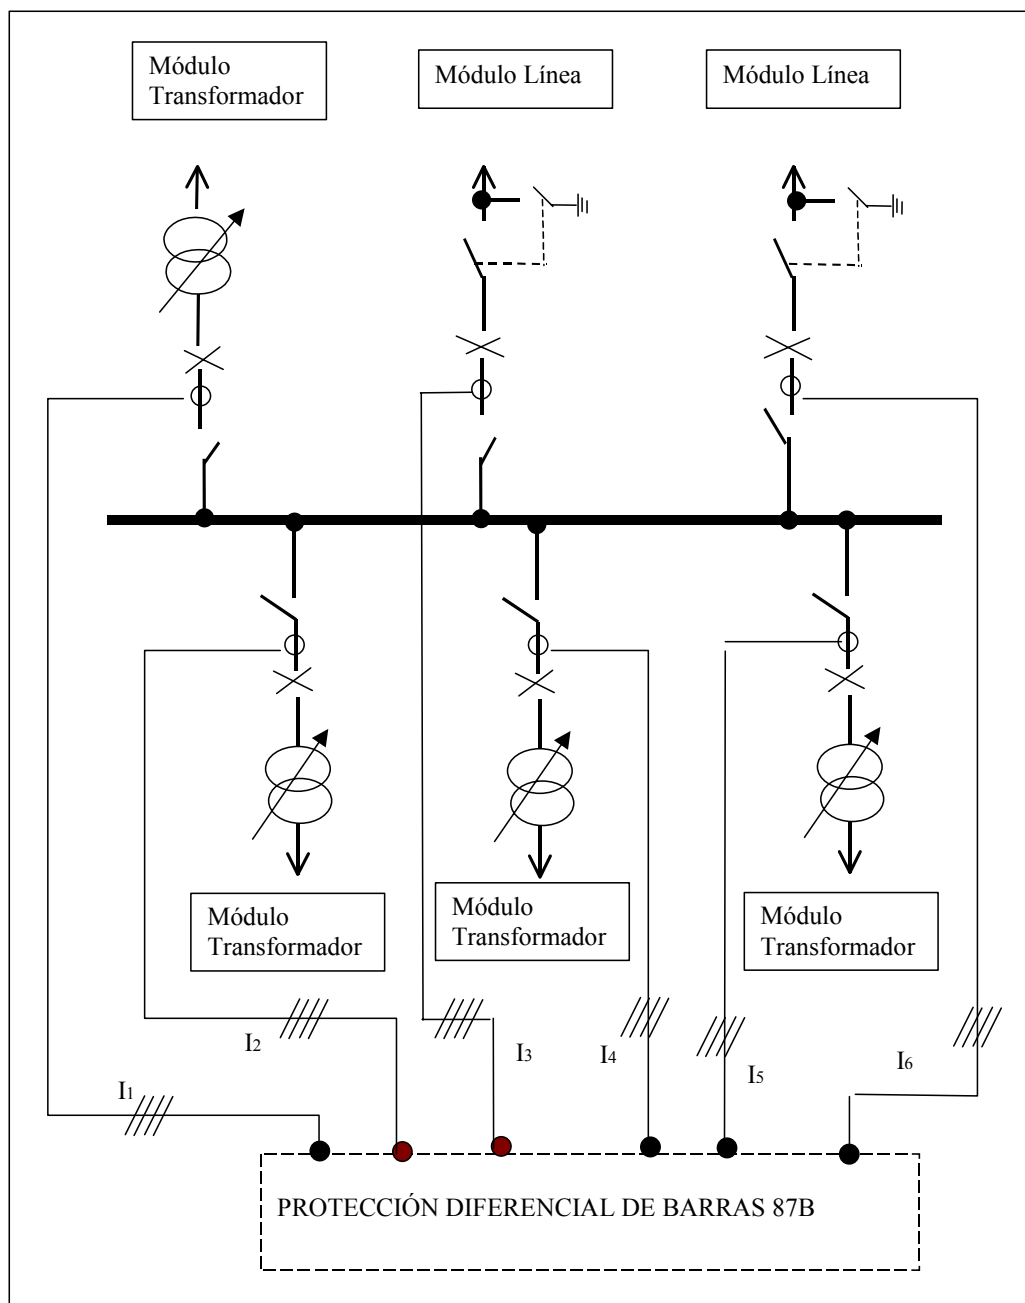 Módulo
Transformador
Módulo Línea
Módulo Línea
Módulo
Transformador
Módulo
Transformador
Módulo
Transformador
I2
I3
I4
I5
I6
I1
PROTECCIÓN DIFERENCIAL DE BARRAS 87B